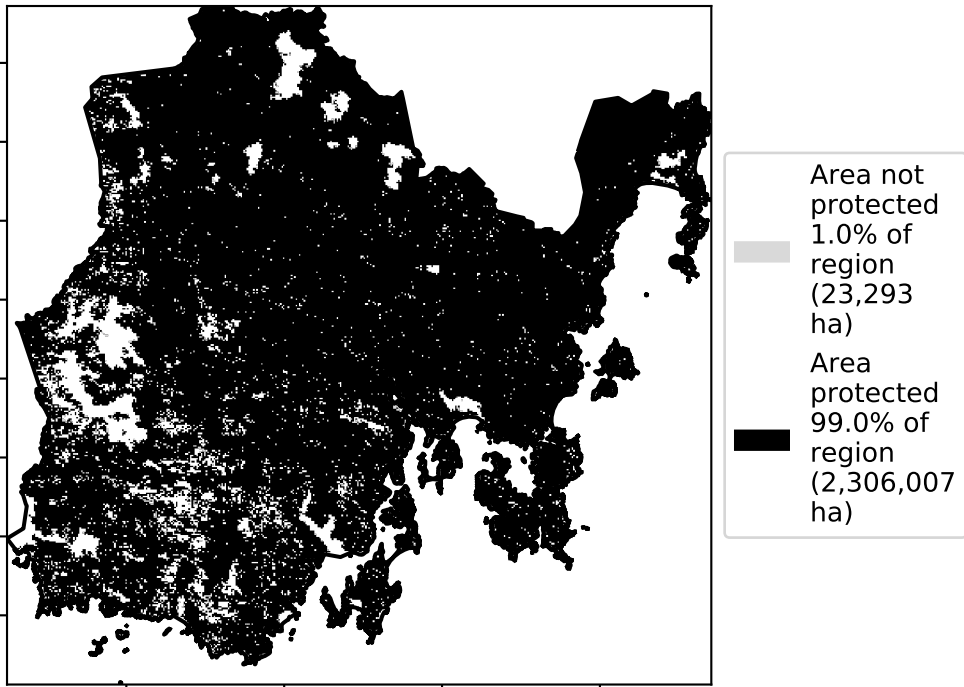 Area not
protected
1.0% of
region
(23,293
ha)
Area
protected
99.0% of
region
(2,306,007
ha)